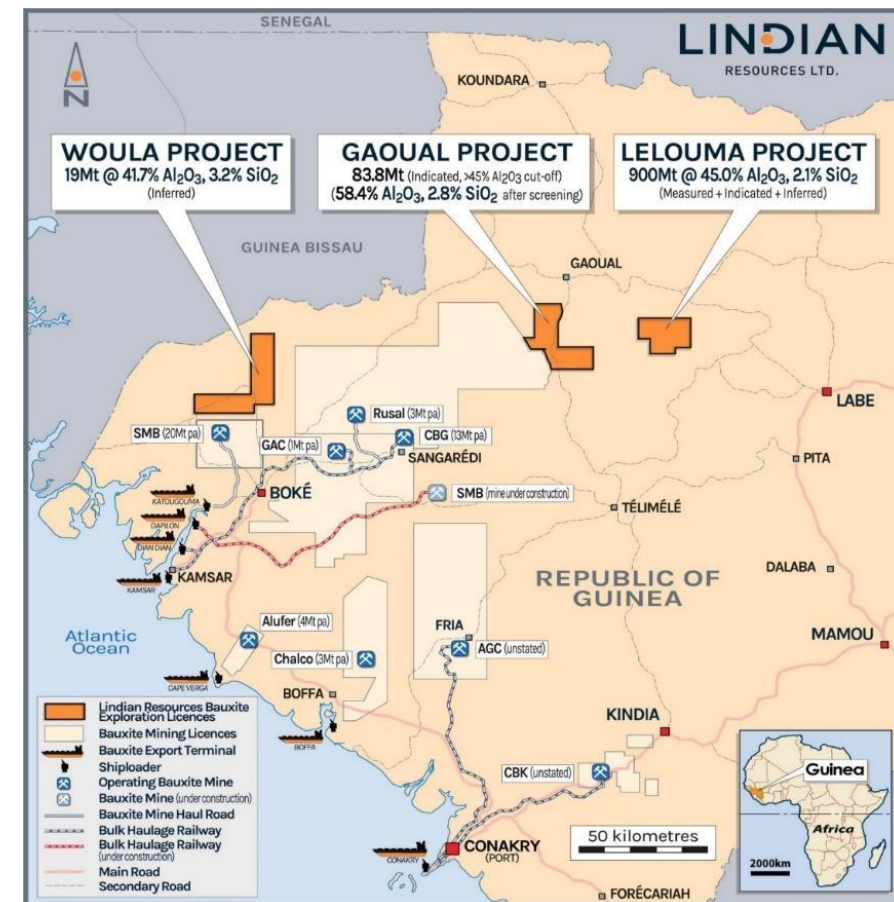 SENEGAL
LINDIAN
RESOURCES LTD.
N
KOUNDARA
WOULA PROJECT
19Mt @ 41.7% Al₂O₃, 3.2% SiO₂
(Inferred)
GAOUAL PROJECT
83.8Mt (Indicated, >45% Al₂O₃ cut-off)
(58.4% Al₂O₃, 2.8% SiO₂ after screening)
LELOUMA PROJECT
900Mt @ 45.0% Al₂O₃, 2.1% SiO₂
(Measured + Indicated + Inferred)
GUINEA BISSAU
GAOUAL
LABE
Rusal (3Mt pa)
SMB (20Mt pa)
GAC (1Mt pa)
CBG (13Mt pa)
SANGARÉDI
PITA
BOKÉ
SMB (mine under construction)
TÉLIMÉLÉ
KATOUGOUMA
DAPILON
DIAN DIAN
KAMSAR
KAMSAR
REPUBLIC OF
GUINEA
DALABA
MAMOU
Atlantic
Ocean
Alufer (4Mt pa)
Chalco (3Mt pa)
FRIA
AGC (unstated)
CAPE VERGA
BOFFA
BOFFA
KINDIA
CBK (unstated)
CONAKRY
(PORT)
CONAKRY
50 kilometres
FORÉCARIAH
Lindian Resources Bauxite
Exploration Licences
Bauxite Mining Licences
Bauxite Export Terminal
Shiploader
Operating Bauxite Mine
Bauxite Mine (under construction)
Bauxite Mine Haul Road
Bulk Haulage Railway
Bulk Haulage Railway
(under construction)
Main Road
Secondary Road
Guinea
Africa
2000km